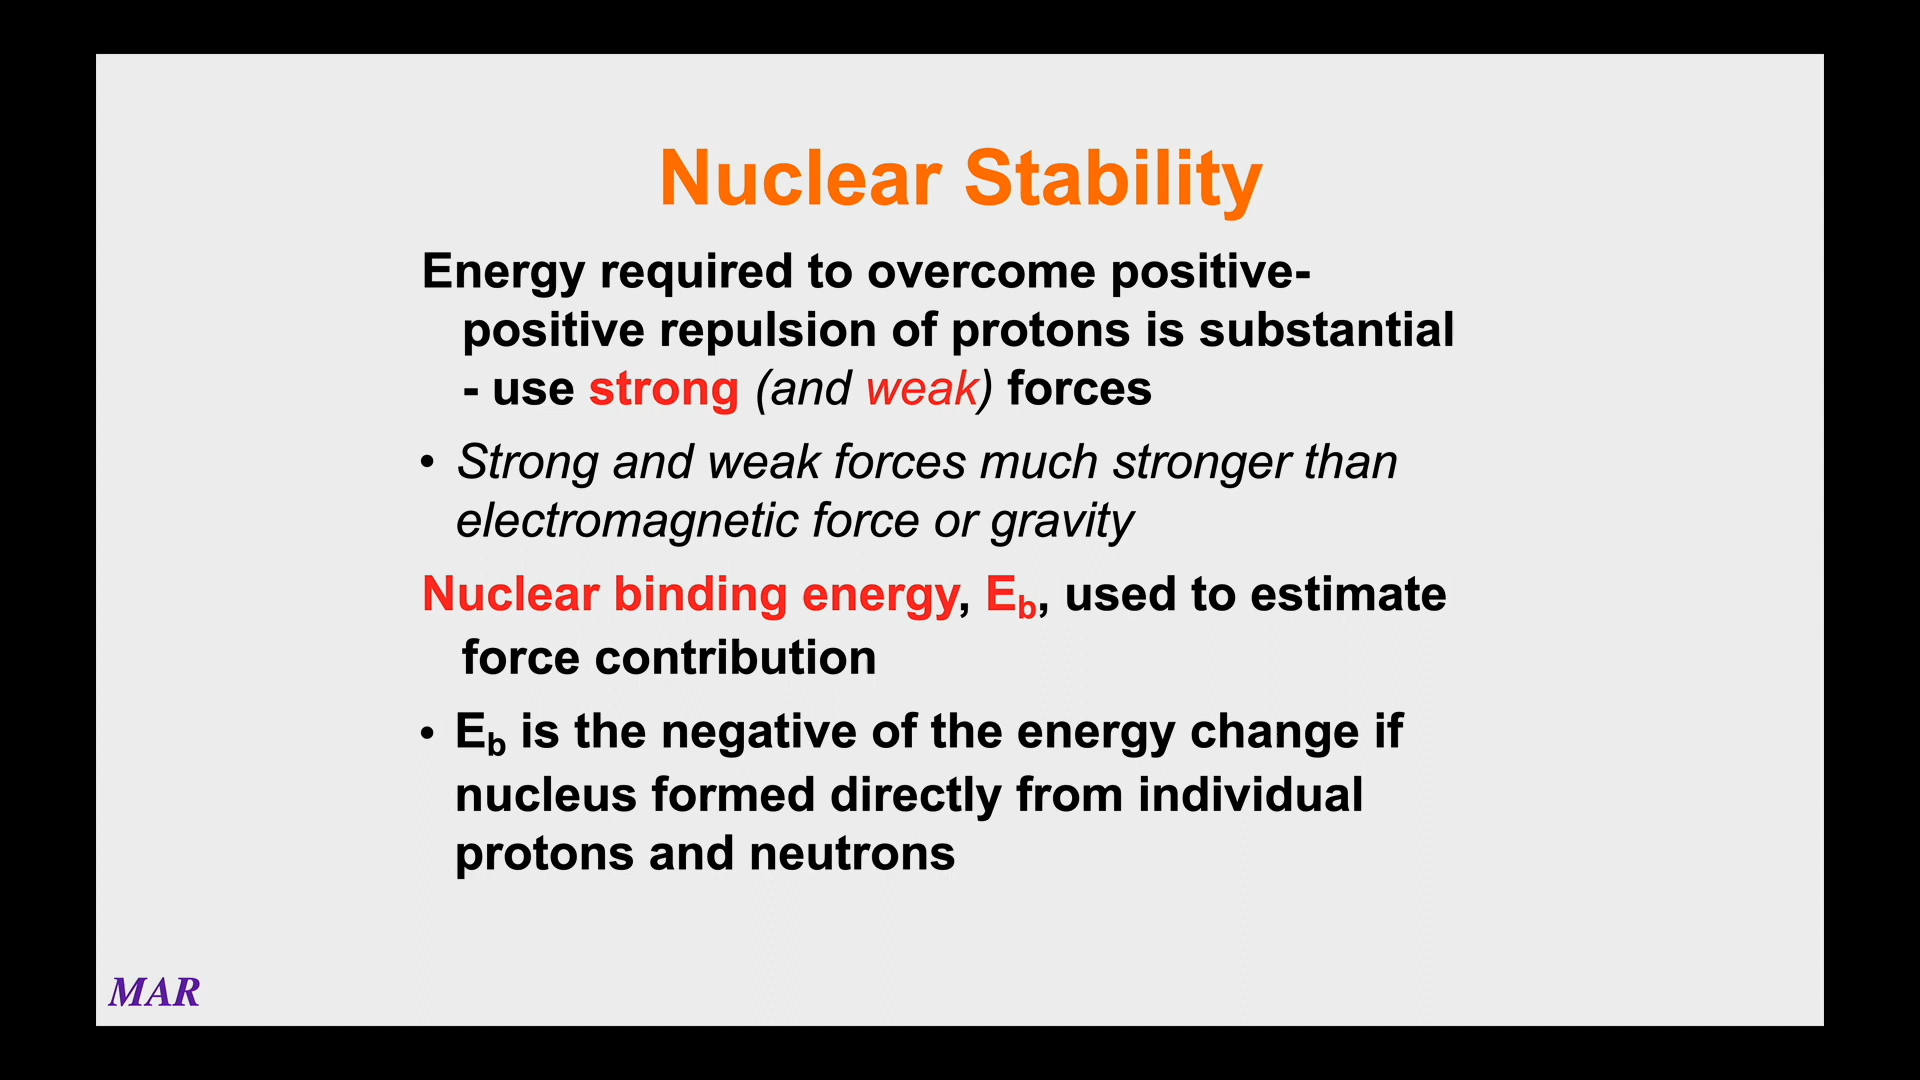 Nuclear Stability
Energy required to overcome positive-
positive repulsion of protons is substantial
- use strong (and weak) forces
• Strong and weak forces much stronger than
electromagnetic force or gravity
Nuclear binding energy, Eb, used to estimate
force contribution
• Eb is the negative of the energy change if
nucleus formed directly from individual
protons and neutrons
MAR